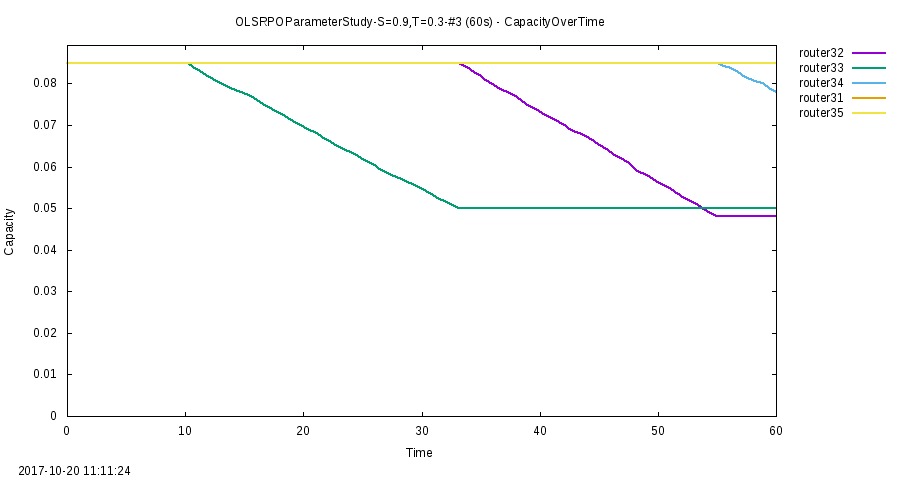 OLSRPOParameterStudy-S=0.9,T=0.3-#3 (60s) - CapacityOverTime
router32
router33
router34
router31
router35
0.08
0.07
0.06
0.05
0.04
0.03
0.02
0.01
0
Capacity
0 10 20 30 40 50 60
Time
2017-10-20 11:11:24